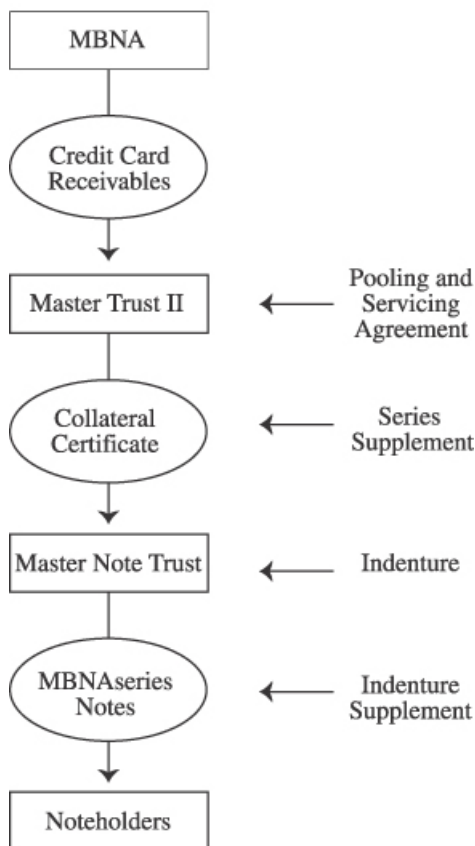 MBNA
Credit Card
Receivables
Master Trust II
Pooling and
Servicing
Agreement
Collateral
Certificate
Series
Supplement
Master Note Trust
Indenture
MBNAseries
Notes
Indenture
Supplement
Noteholders